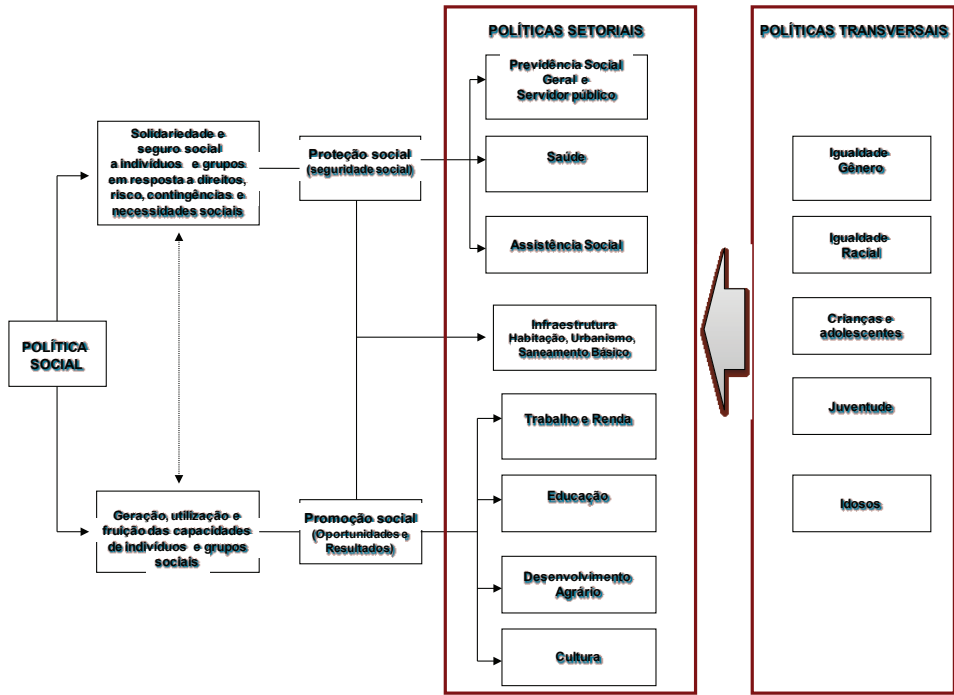 POLÍTICAS SETORIAIS
POLÍTICAS TRANSVERSAIS
Previdência Social
Geral e
Servidor público
Solidariedade e
seguro social
a indivíduos e grupos
em resposta a direitos,
risco, contingências e
necessidades sociais
Proteção social
(seguridade social)
Saúde
Igualdade
Gênero
Assistência Social
Igualdade
Racial
POLÍTICA
SOCIAL
Infraestrutura
Habitação, Urbanismo,
Saneamento Básico
Crianças e
adolescentes
Trabalho e Renda
Juventude
Geração, utilização e
fruição das capacidades
de indivíduos e grupos
sociais
Promoção social
(Oportunidades e
Resultados)
Educação
Idosos
Desenvolvimento
Agrário
Cultura